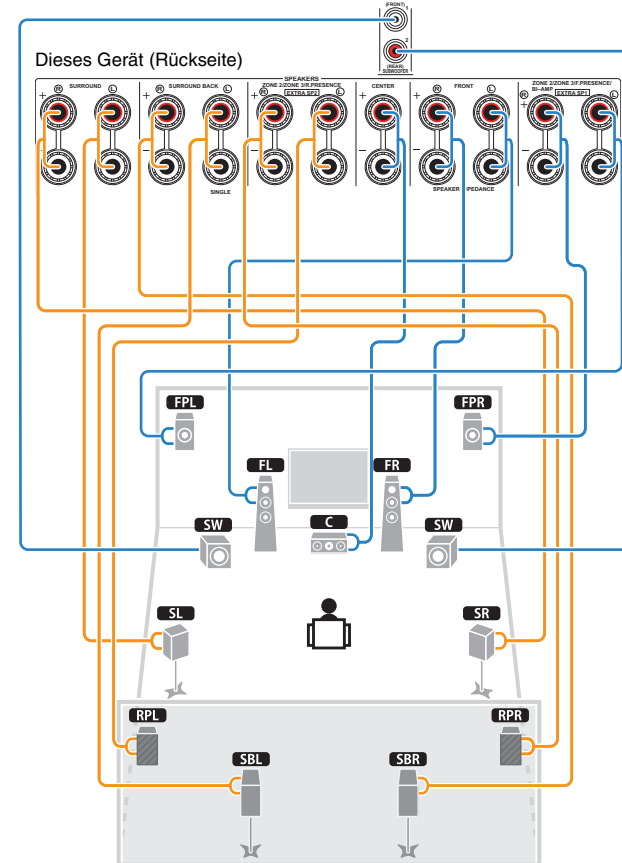 (FRONT)
1
2
(REAR)
SUBWOOFER
Dieses Gerät (Rückseite)
SPEAKERS
SURROUND
SURROUND BACK
ZONE 2/ZONE 3/R.PRESENCE
EXTRA SP2
CENTER
FRONT
ZONE 2/ZONE 3/F.PRESENCE/
BI-AMP
EXTRA SP1
R L R L R L R L R
+ + + + + +
– – – – – –
SINGLE
FPL FPR
FL FR
SW C SW
SL SR
RPL RPR
SBL SBR